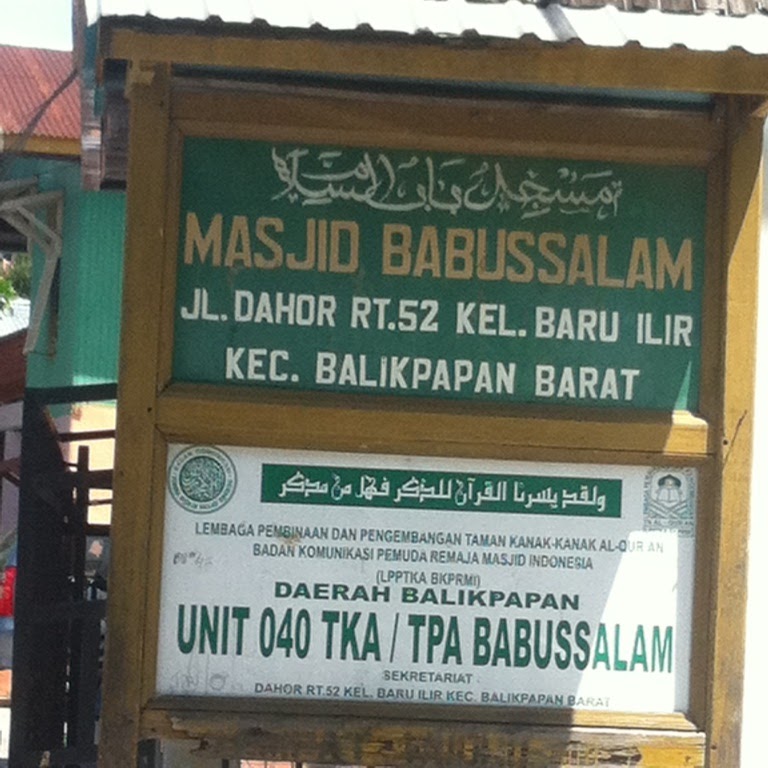 مسجد باب السلام
MASJID BABUSSALAM
JL. DAHOR RT.52 KEL. BARU ILIR
KEC. BALIKPAPAN BARAT
ولقد يسرنا القرآن للذكر فهل من مدكر
LEMBAGA PEMBINAAN DAN PENGEMBANGAN TAMAN KANAK-KANAK AL-QUR'AN
BADAN KOMUNIKASI PEMUDA REMAJA MASJID INDONESIA
(LPPTKA BKPRMI)
DAERAH BALIKPAPAN
UNIT 040 TKA / TPA BABUSSALAM
SEKRETARIAT
DAHOR RT.52 KEL. BARU ILIR KEC. BALIKPAPAN BARAT